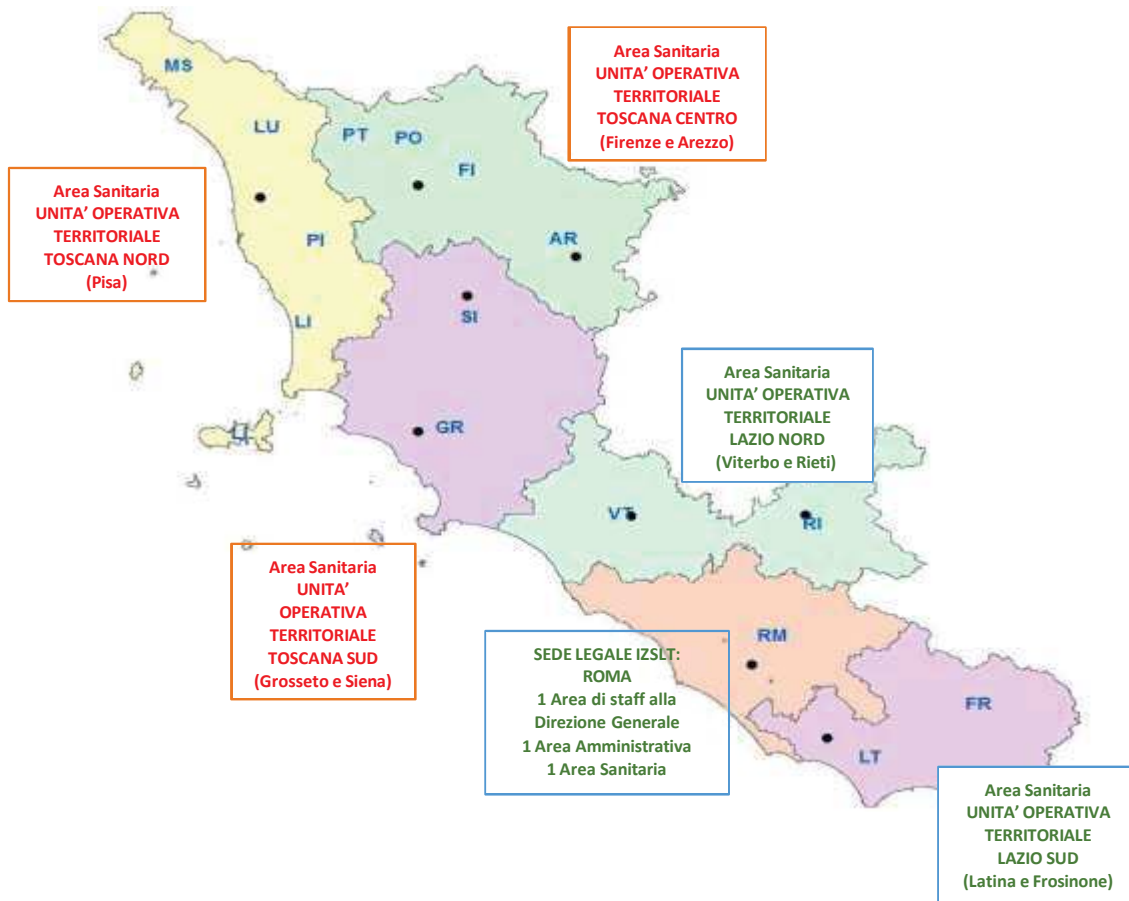 Area Sanitaria
UNITA' OPERATIVA
TERRITORIALE
TOSCANA CENTRO
(Firenze e Arezzo)
MS
LU
PT
PO
FI
Area Sanitaria
UNITA' OPERATIVA
TERRITORIALE
TOSCANA NORD
(Pisa)
PI
AR
LI
SI
Area Sanitaria
UNITA' OPERATIVA
TERRITORIALE
LAZIO NORD
(Viterbo e Rieti)
LI
GR
VT
RI
Area Sanitaria
UNITA'
OPERATIVA
TERRITORIALE
TOSCANA SUD
(Grosseto e Siena)
RM
SEDE LEGALE IZSLT:
ROMA
1 Area di staff alla
Direzione Generale
1 Area Amministrativa
1 Area Sanitaria
FR
LT
Area Sanitaria
UNITA' OPERATIVA
TERRITORIALE
LAZIO SUD
(Latina e Frosinone)